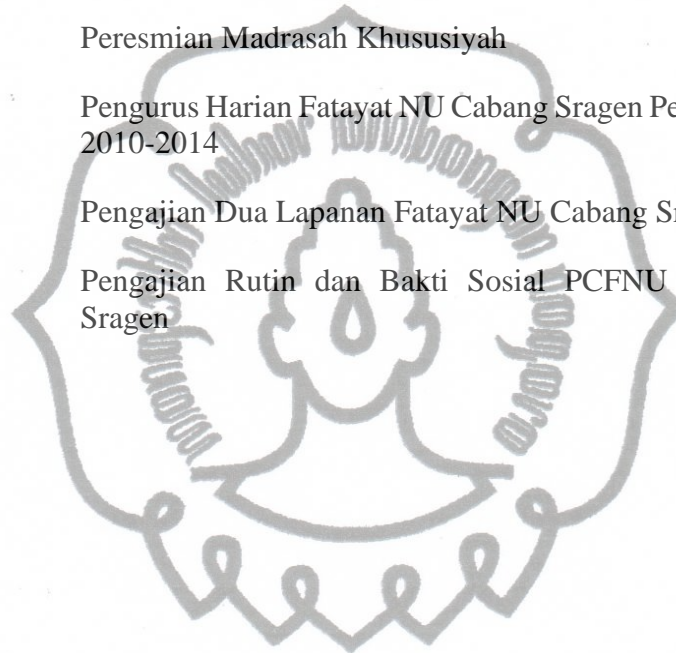 Peresmian Madrasah Khususiyah
Pengurus Harian Fatayat NU Cabang Sragen Pe
2010-2014
Pengajian Dua Lapanan Fatayat NU Cabang Sr
Pengajian Rutin dan Bakti Sosial PCFNU
Sragen